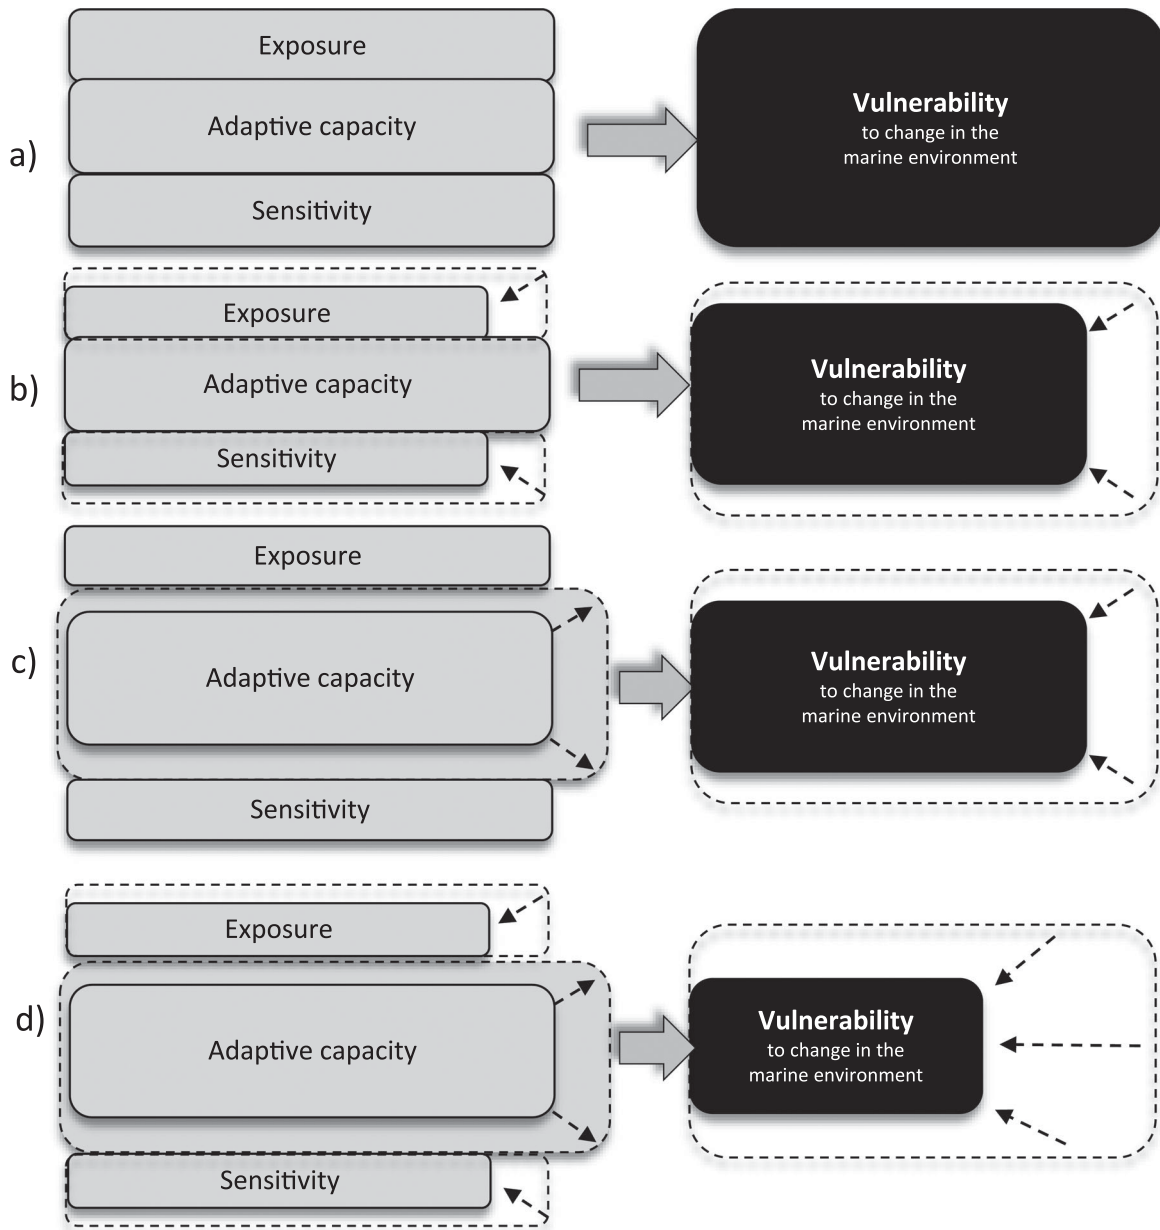 a)
Exposure
Adaptive capacity
Sensitivity
Vulnerability
to change in the
marine environment
b)
Exposure
Adaptive capacity
Sensitivity
Vulnerability
to change in the
marine environment
c)
Exposure
Adaptive capacity
Sensitivity
Vulnerability
to change in the
marine environment
d)
Exposure
Adaptive capacity
Sensitivity
Vulnerability
to change in the
marine environment